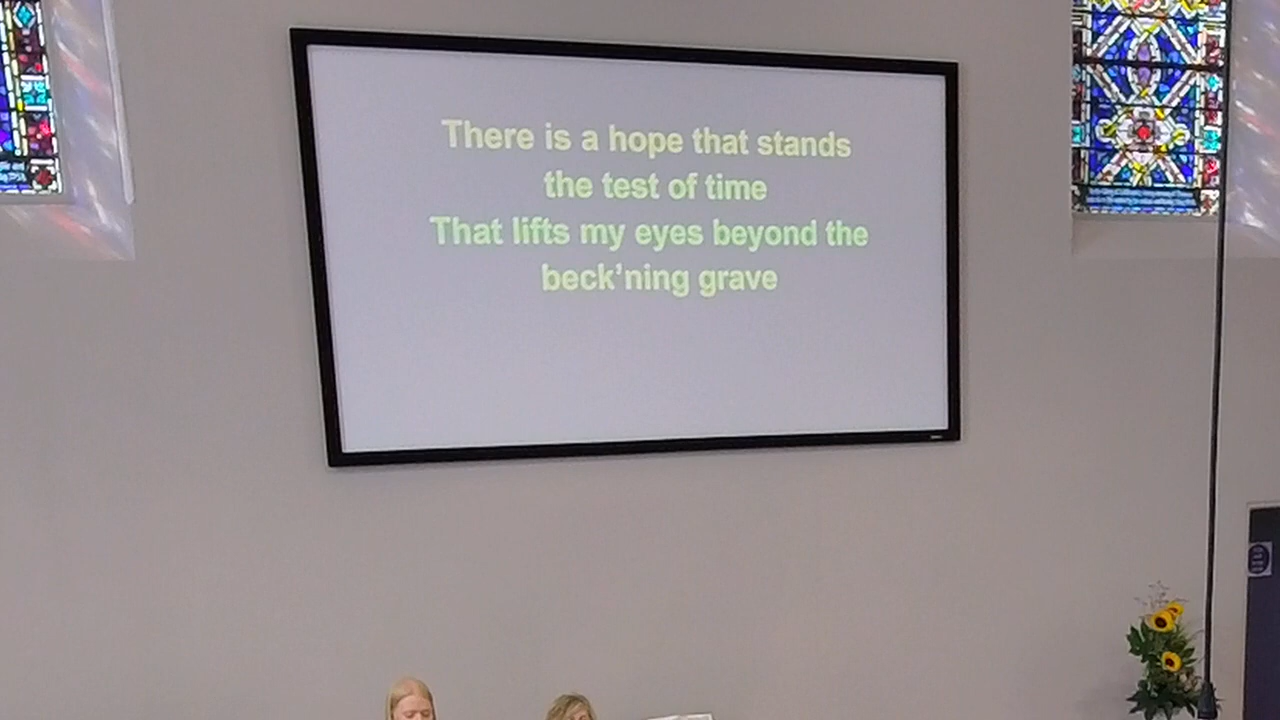 There is a hope that stands
the test of time
That lifts my eyes beyond the
beck’ning grave